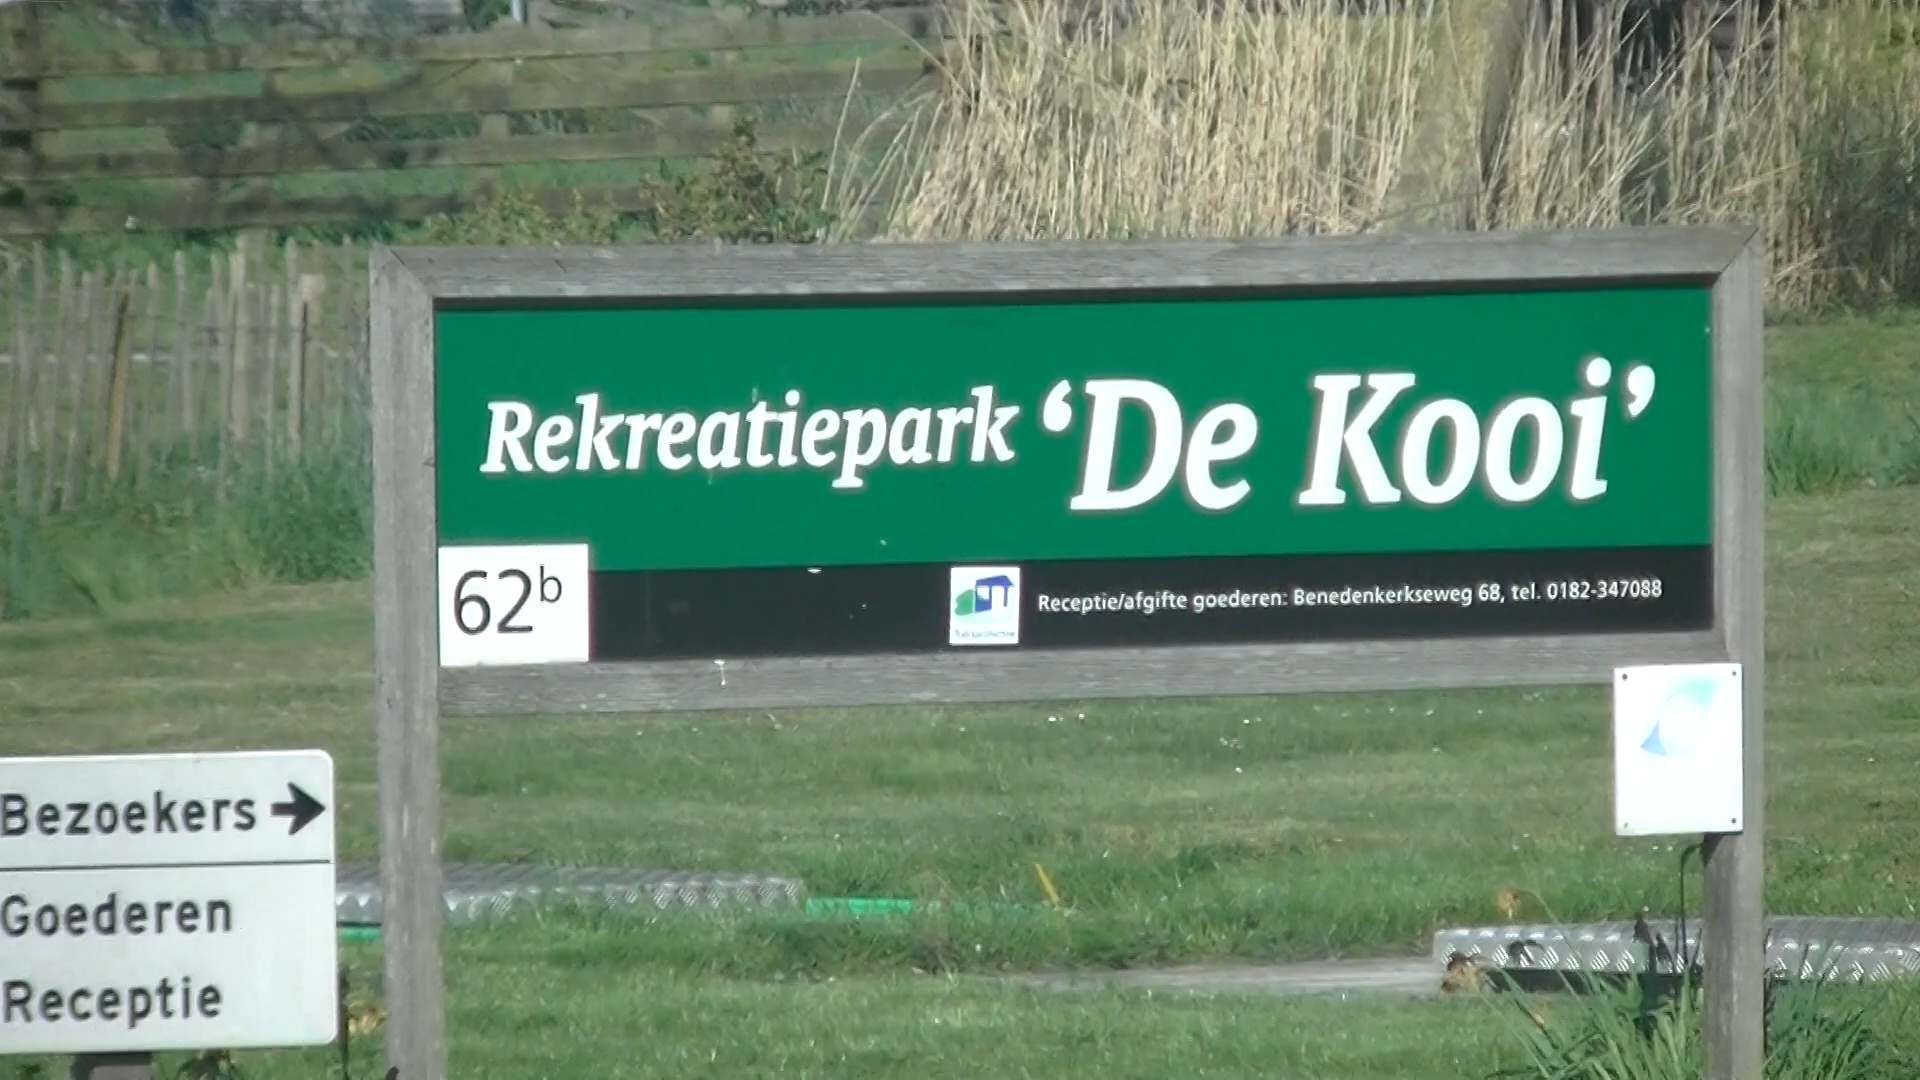 Rekreatiepark ‘De Kooi’
62b
Receptie/afgifte goederen: Benedenkerkseweg 68, tel. 0182-347088
Bezoekers →
Goederen
Receptie